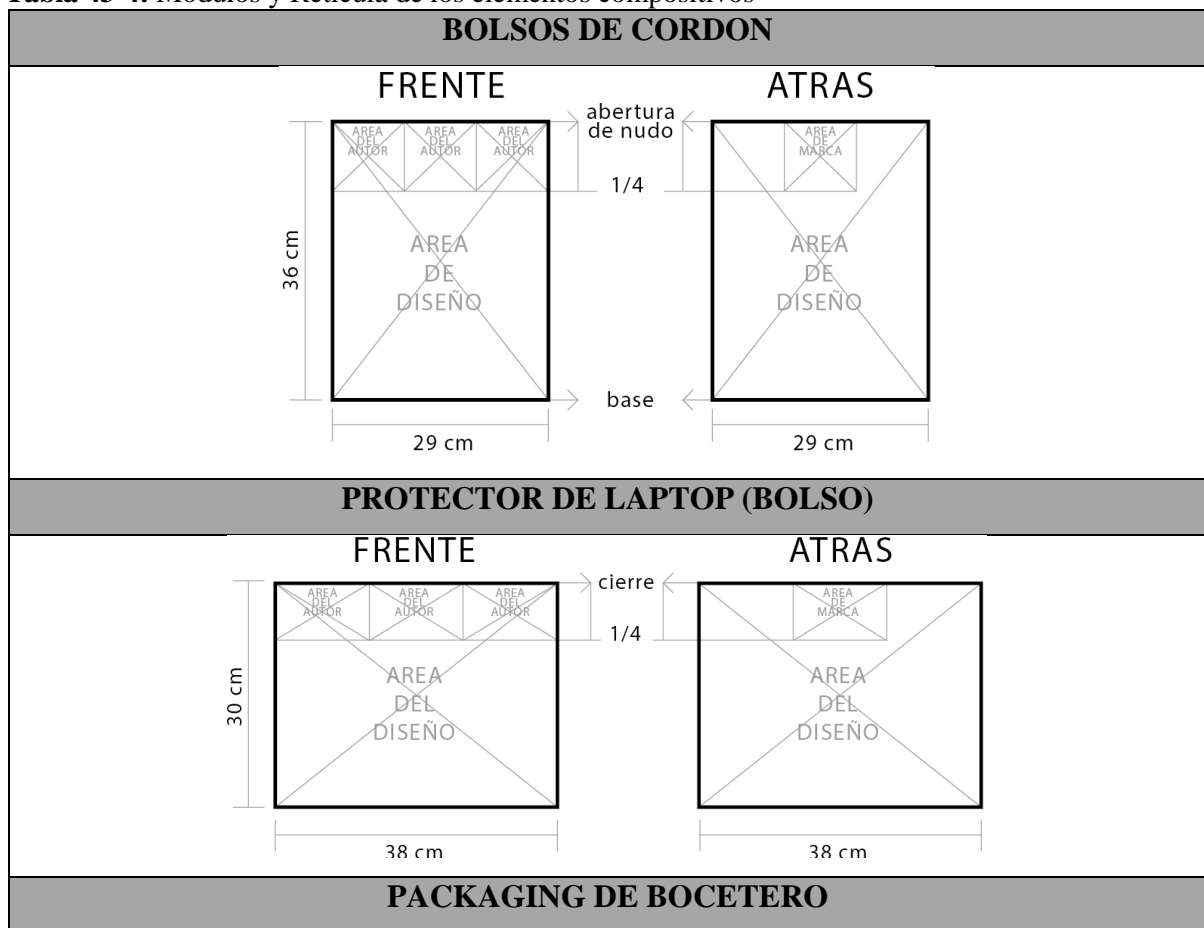 Tabla 43-4: Módulos y Retícula de los elementos compositivos
BOLSOS DE CORDON
FRENTE
ATRAS
abertura
de nudo
AREA
DEL
AUTOR
AREA
DEL
AUTOR
AREA
DEL
AUTOR
AREA
DE
MARCA
1/4
36 cm
AREA
DE
DISEÑO
AREA
DE
DISEÑO
base
29 cm
29 cm
PROTECTOR DE LAPTOP (BOLSO)
FRENTE
ATRAS
cierre
AREA
DEL
AUTOR
AREA
DEL
AUTOR
AREA
DEL
AUTOR
AREA
DE
MARCA
1/4
30 cm
AREA
DEL
DISEÑO
AREA
DEL
DISEÑO
38 cm
38 cm
PACKAGING DE BOCETERO